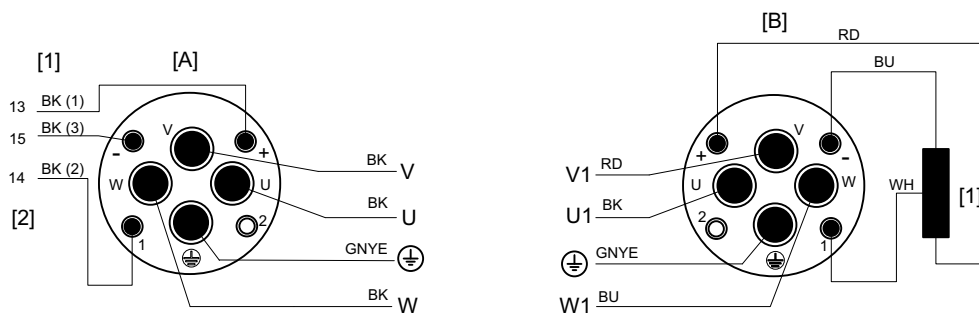 [B]
RD
[1] [A]
BU
13 BK (1)
15 BK (3)
V
V
-
+
+
-
BK V
V1 RD
14 BK (2)
W
U
U
W
WH
[1]
BK U
U1 BK
[2]
1
2
2
1
GNYE
GNYE
BK W
W1 BU